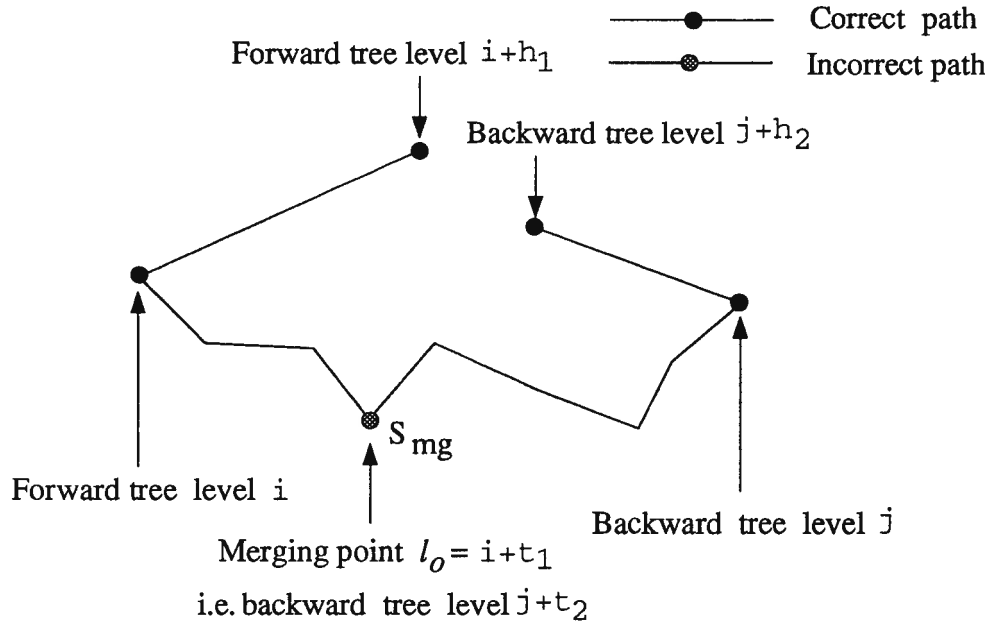 Correct path
Forward tree level i+h₁
Incorrect path
Backward tree level j+h₂
S mg
Forward tree level i
Backward tree level j
Merging point lₒ = i+t₁
i.e. backward tree level j+t₂